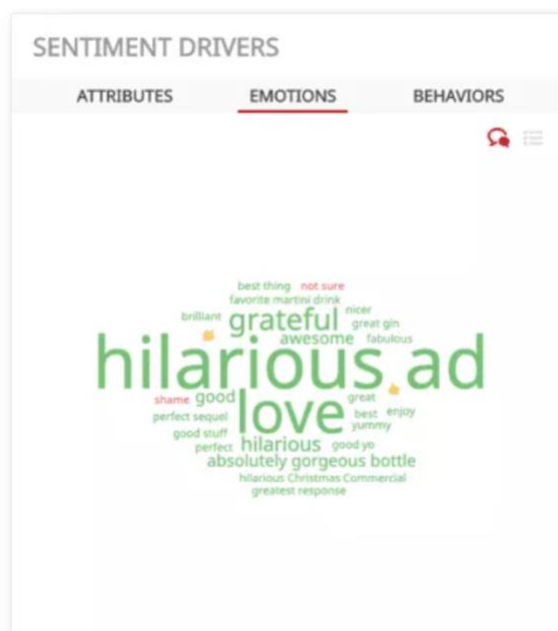 SENTIMENT DRIVERS
ATTRIBUTES EMOTIONS BEHAVIORS
best thing not sure
favorite martini drink
brilliant grateful nicer
great gin
awesome fabulous
hilarious ad
shame good love great
perfect sequel best enjoy
yummy
good stuff
perfect hilarious good yo
absolutely gorgeous bottle
hilarious Christmas Commercial
greatest response